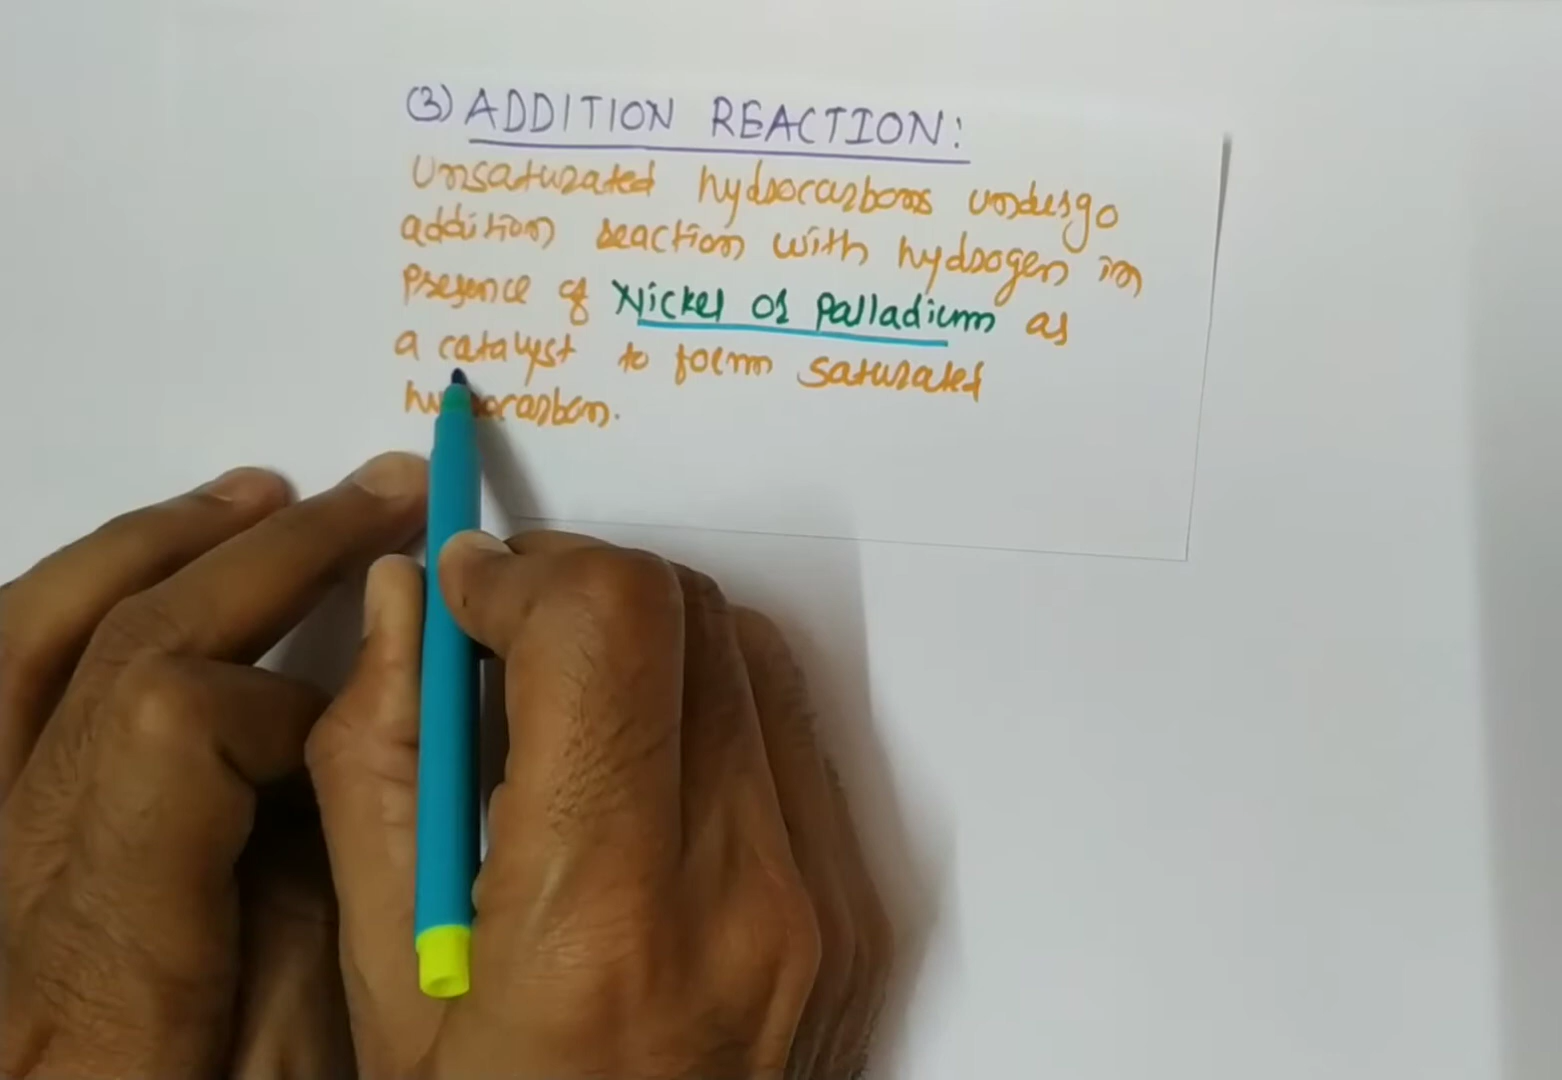 (3) ADDITION REACTION:
Unsaturated hydrocarbons undergo
addition reaction with hydrogen in
presence of Nickel or palladium as
a catalyst to form saturated
hydrocarbon.